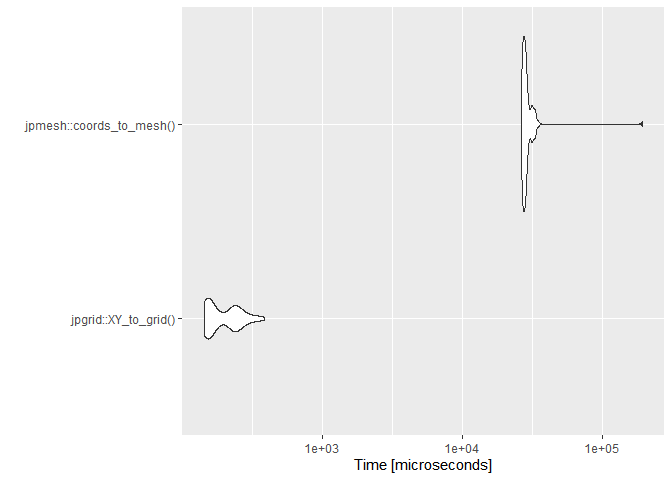 jpmesh::coords_to_mesh()
jpgrid::XY_to_grid()
1e+03 1e+04 1e+05
Time [microseconds]